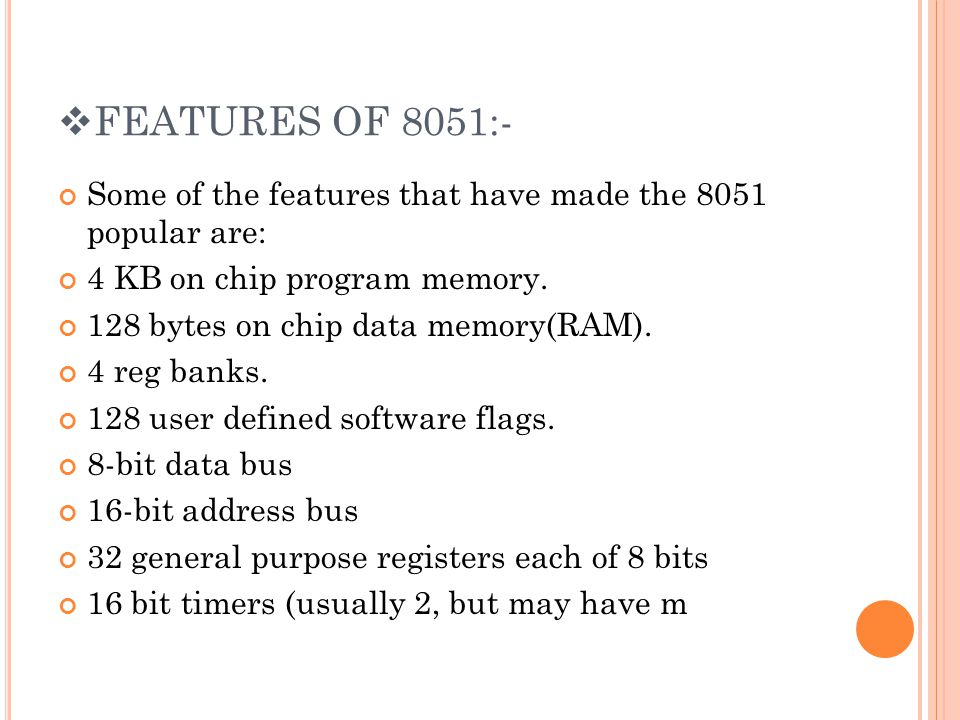 ❖FEATURES OF 8051:-
Some of the features that have made the 8051
popular are:
4 KB on chip program memory.
128 bytes on chip data memory(RAM).
4 reg banks.
128 user defined software flags.
8-bit data bus
16-bit address bus
32 general purpose registers each of 8 bits
16 bit timers (usually 2, but may have m